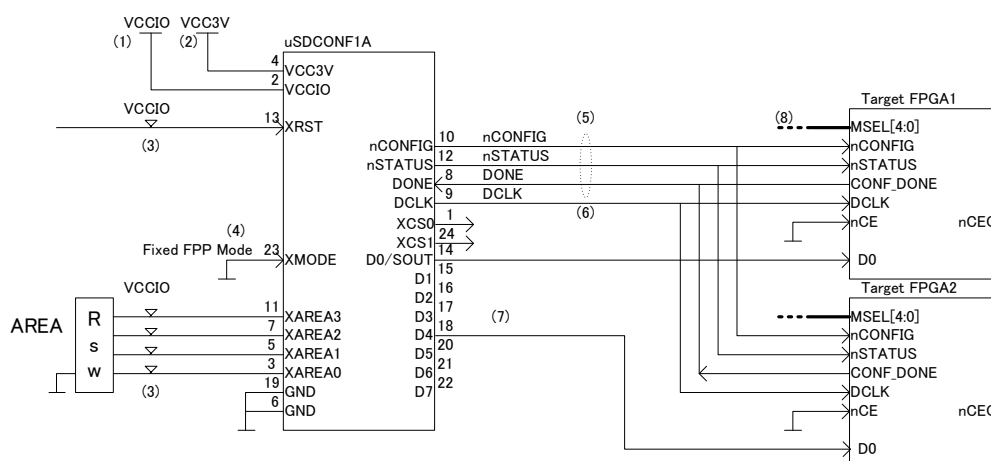 VCCIO
VCC3V
(1)
(2)
uSDCONF1A
4
VCC3V
2
VCCIO
VCCIO
13
XRST
(3)
nCONFIG
10
nCONFIG
(5)
nSTATUS
12
nSTATUS
DONE
8
DONE
DCLK
9
DCLK
(6)
XCS0
1
XCS1
24
(4)
Fixed FPP Mode
23
XMODE
D0/SOUT
14
D1
15
D2
16
D3
17
(7)
D4
18
D5
20
D6
21
D7
22
VCCIO
AREA
R
s
w
11
XAREA3
7
XAREA2
5
XAREA1
3
XAREA0
(3)
19
GND
6
GND
Target FPGA1
(8)
MSEL[4:0]
nCONFIG
nSTATUS
CONF_DONE
DCLK
nCE
nCEO
D0
Target FPGA2
MSEL[4:0]
nCONFIG
nSTATUS
CONF_DONE
DCLK
nCE
nCEO
D0